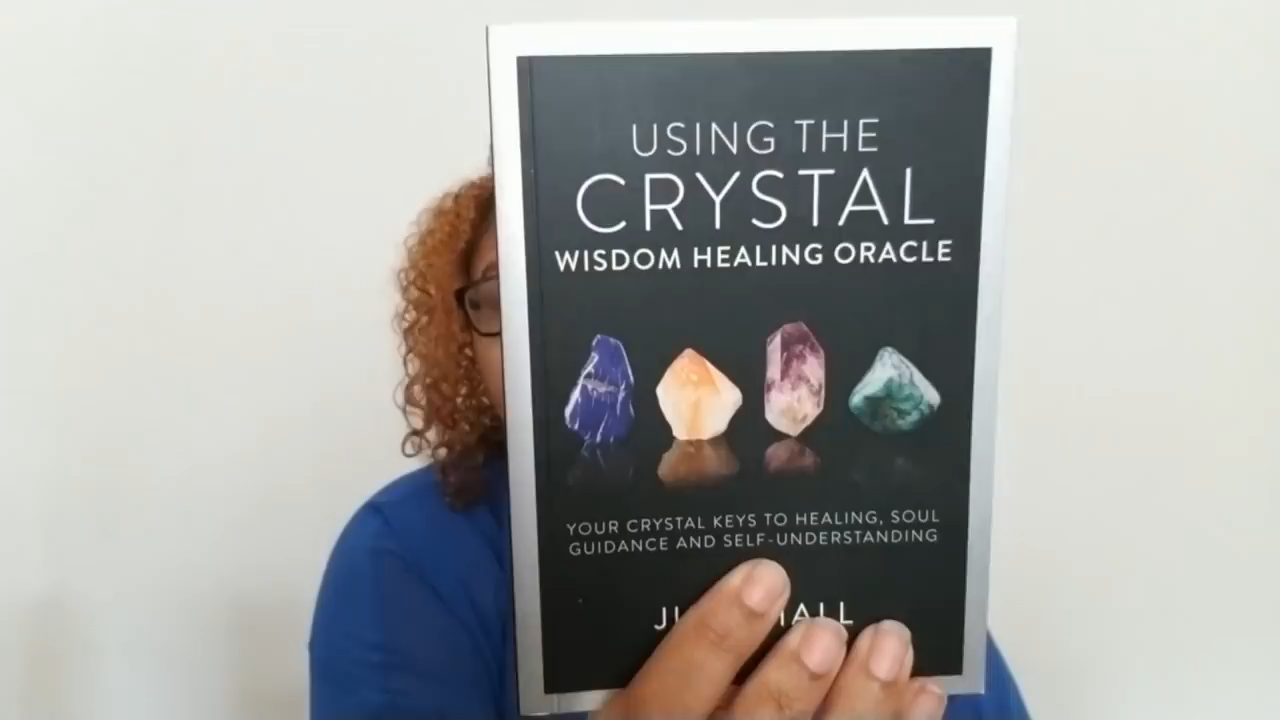 USING THE
CRYSTAL
WISDOM HEALING ORACLE
YOUR CRYSTAL KEYS TO HEALING, SOUL
GUIDANCE AND SELF-UNDERSTANDING